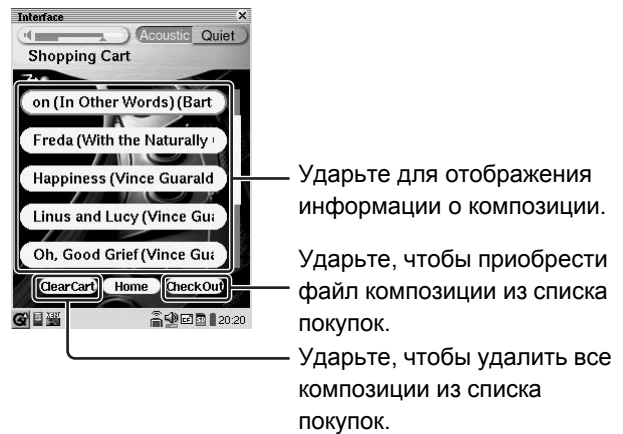 Interface
Acoustic Quiet
Shopping Cart
on (In Other Words) (Bart
Freda (With the Naturally
Happiness (Vince Guarald
Linus and Lucy (Vince Gua
Oh, Good Grief (Vince Gua
ClearCart Home CheckOut
20:20
Ударьте для отображения
информации о композиции.
Ударьте, чтобы приобрести
файл композиции из списка
покупок.
Ударьте, чтобы удалить все
композиции из списка
покупок.